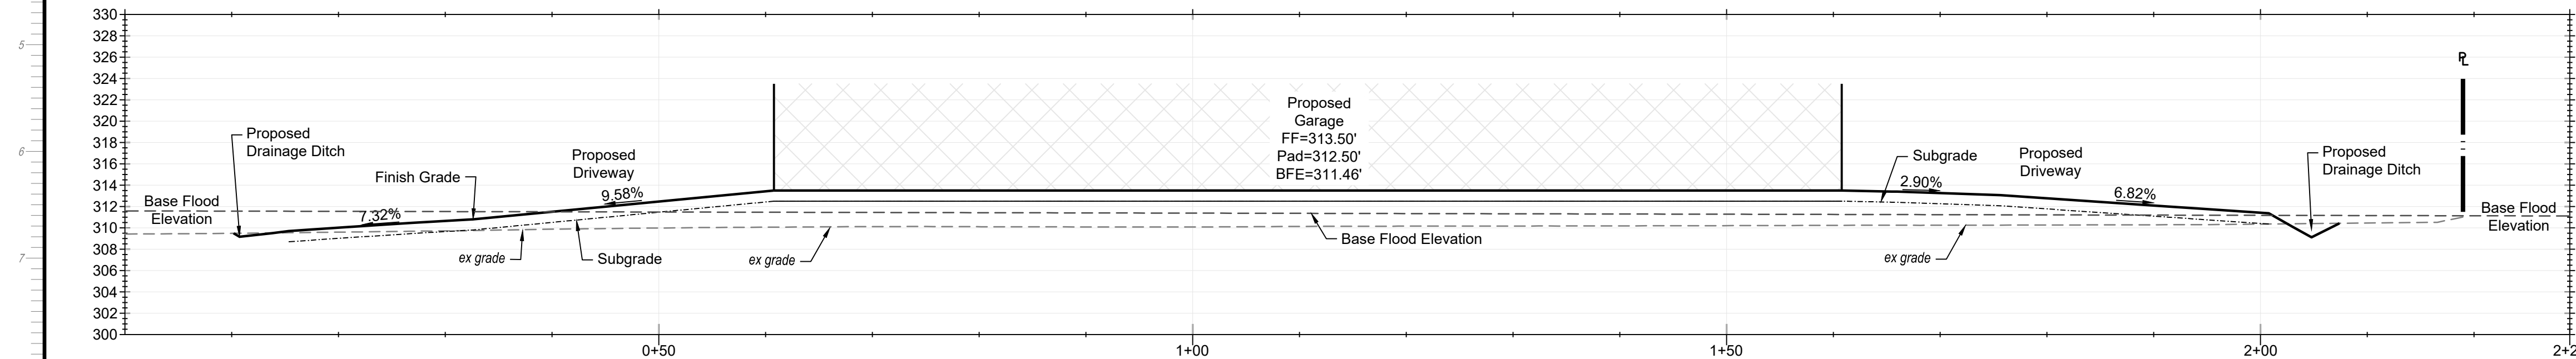 330
328
326
324
322
320
318
316
314
312
310
308
306
304
302
300
5
6
7
Proposed
Drainage Ditch
Base Flood
Elevation
Finish Grade
7.32%
Proposed
Driveway
9.58%
ex grade
Subgrade
ex grade
Proposed
Garage
FF=313.50'
Pad=312.50'
BFE=311.46'
Base Flood Elevation
Subgrade
2.90%
Proposed
Driveway
6.82%
ex grade
Proposed
Drainage Ditch
PL
Base Flood
Elevation
0+50
1+00
1+50
2+00